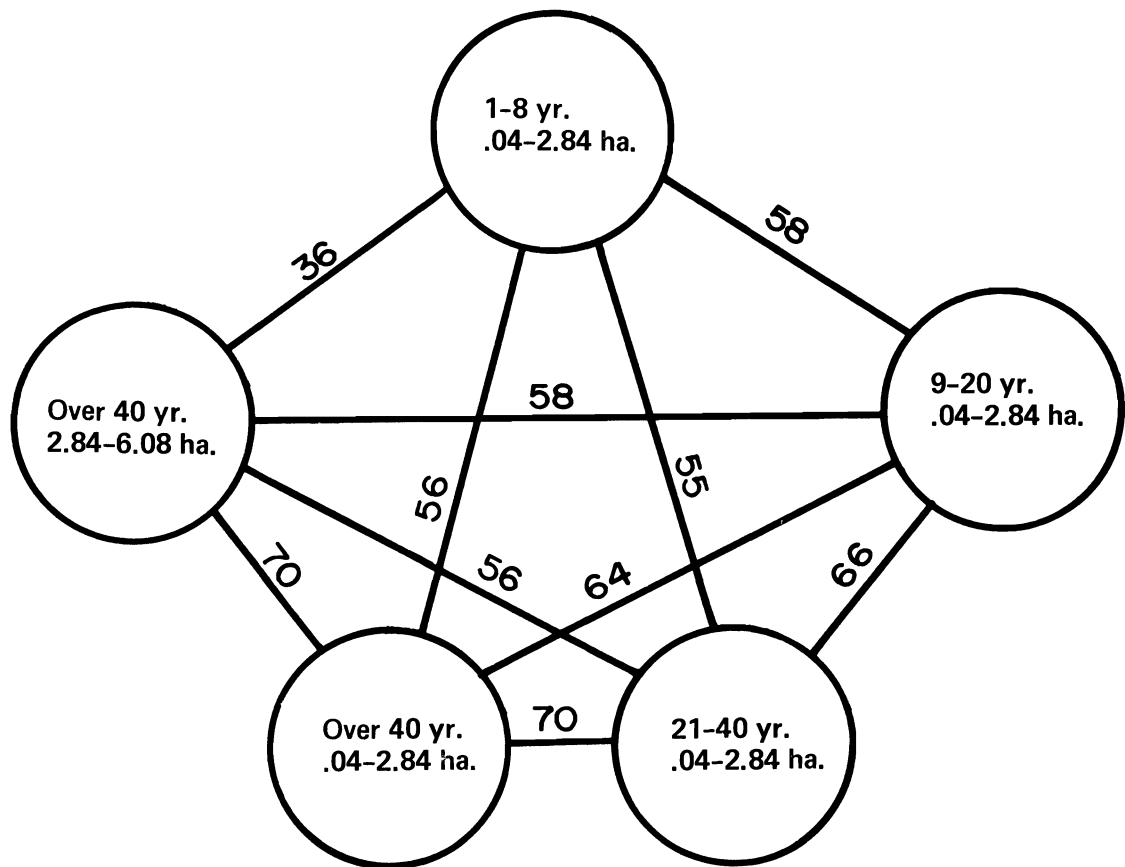 1-8 yr.
.04-2.84 ha.
36
58
Over 40 yr.
2.84-6.08 ha.
58
9-20 yr.
.04-2.84 ha.
56
55
70
56
64
66
Over 40 yr.
.04-2.84 ha.
70
21-40 yr.
.04-2.84 ha.